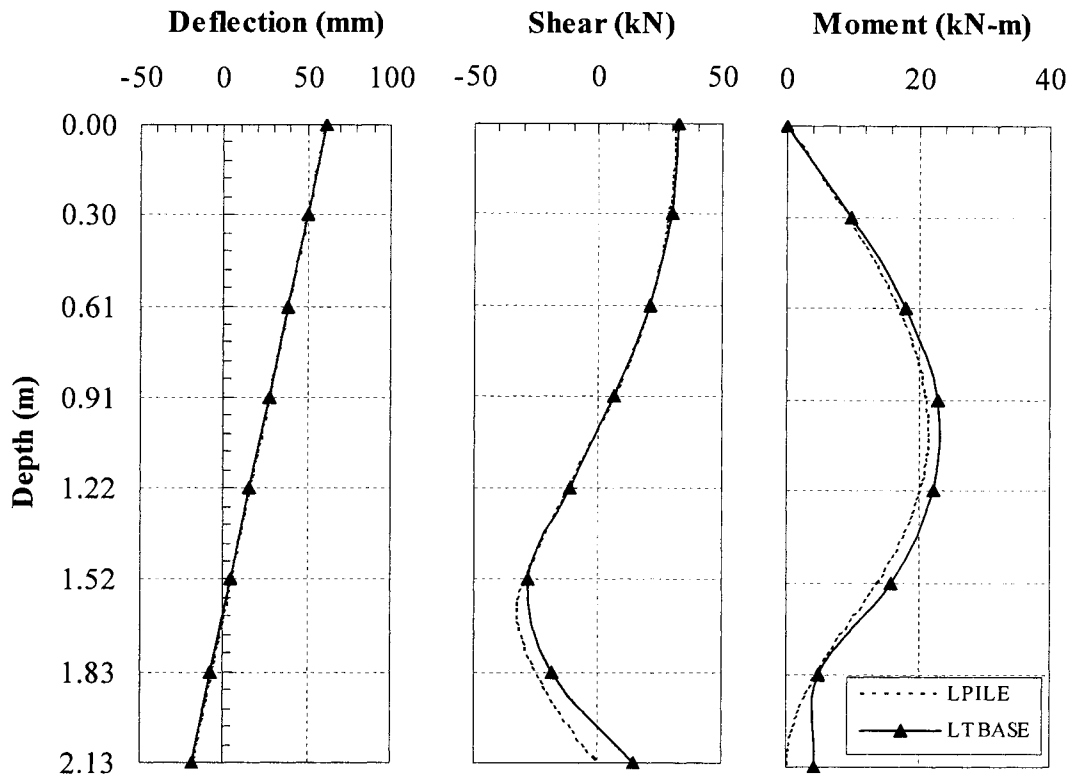 Deflection (mm) Shear (kN) Moment (kN-m)
-50 0 50 100 -50 0 50 0 20 40
0.00
0.30
0.61
0.91
1.22
1.52
1.83
2.13
Depth (m)
LPILE
LTBASE